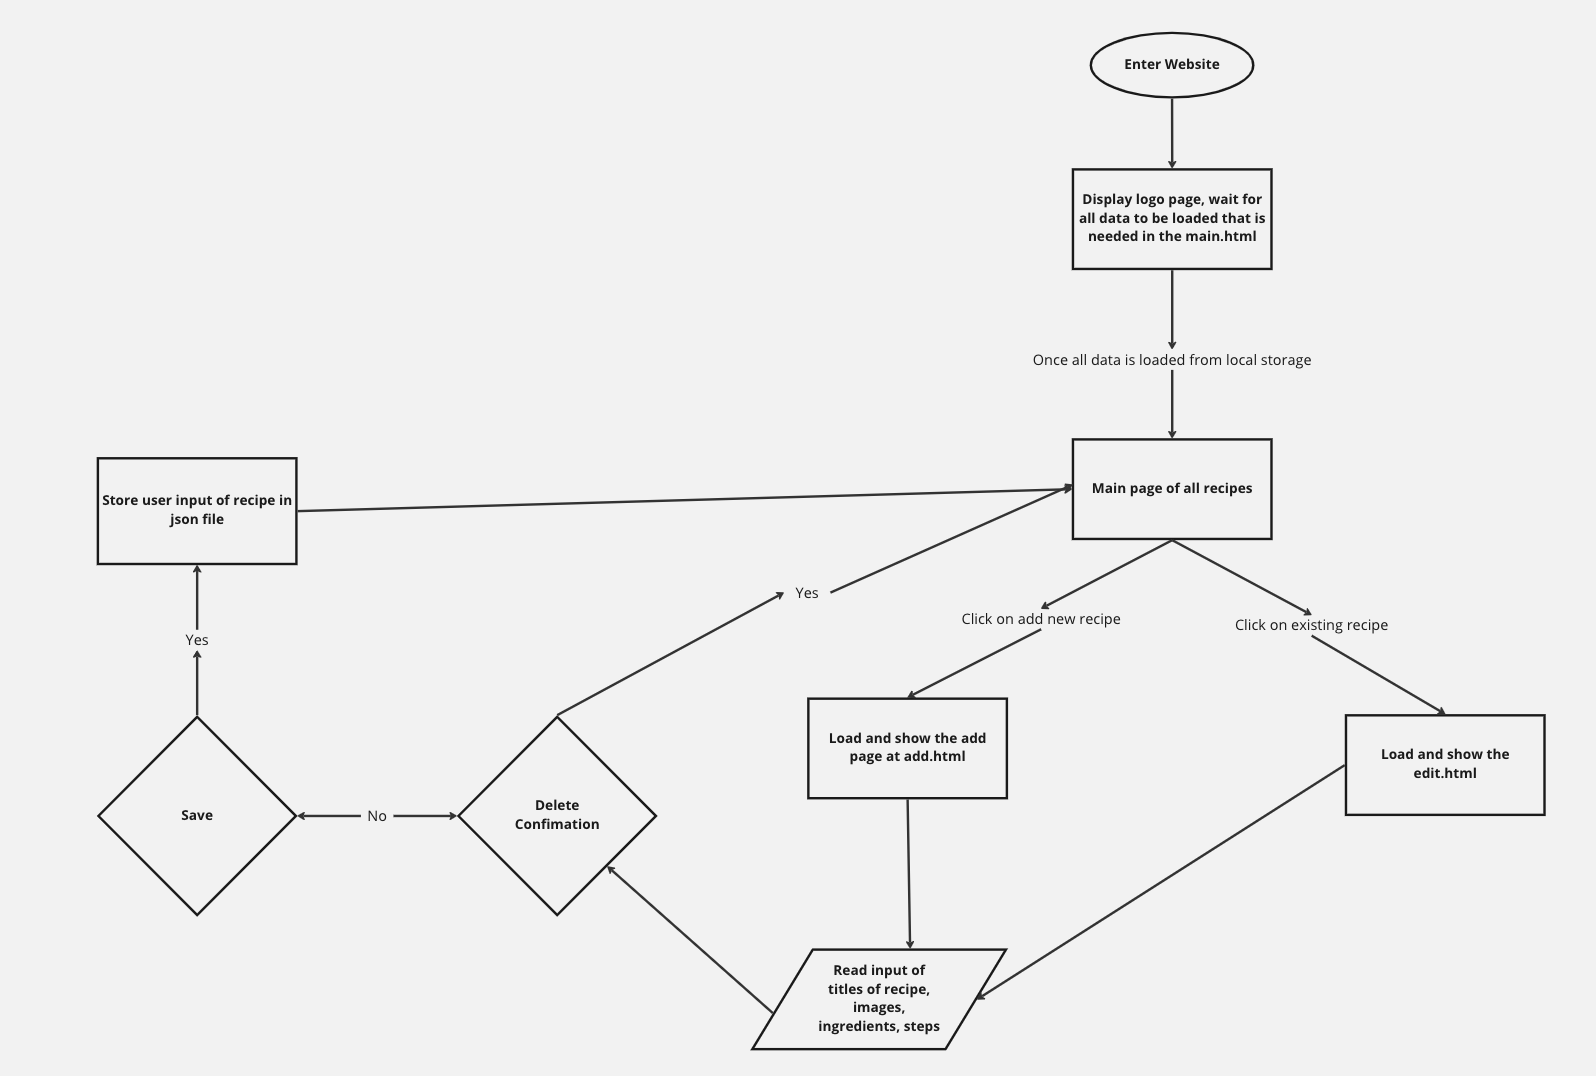 Enter Website
Display logo page, wait for
all data to be loaded that is
needed in the main.html
Once all data is loaded from local storage
Main page of all recipes
Store user input of recipe in
json file
Yes
Click on add new recipe
Click on existing recipe
Yes
Load and show the add
page at add.html
Load and show the
edit.html
Save
No
Delete
Confimation
Read input of
titles of recipe,
images,
ingredients, steps